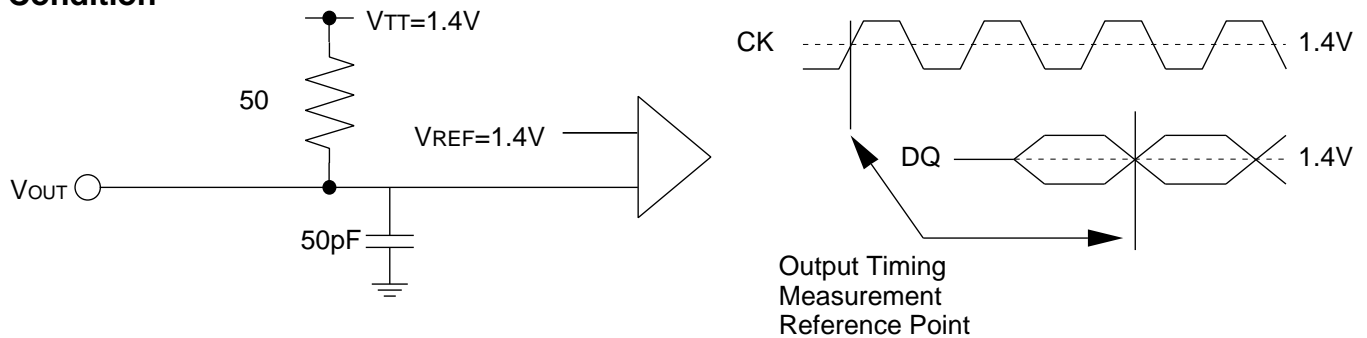 Condition
VTT=1.4V
50
VREF=1.4V
VOUT
50pF
CK
1.4V
DQ
1.4V
Output Timing
Measurement
Reference Point